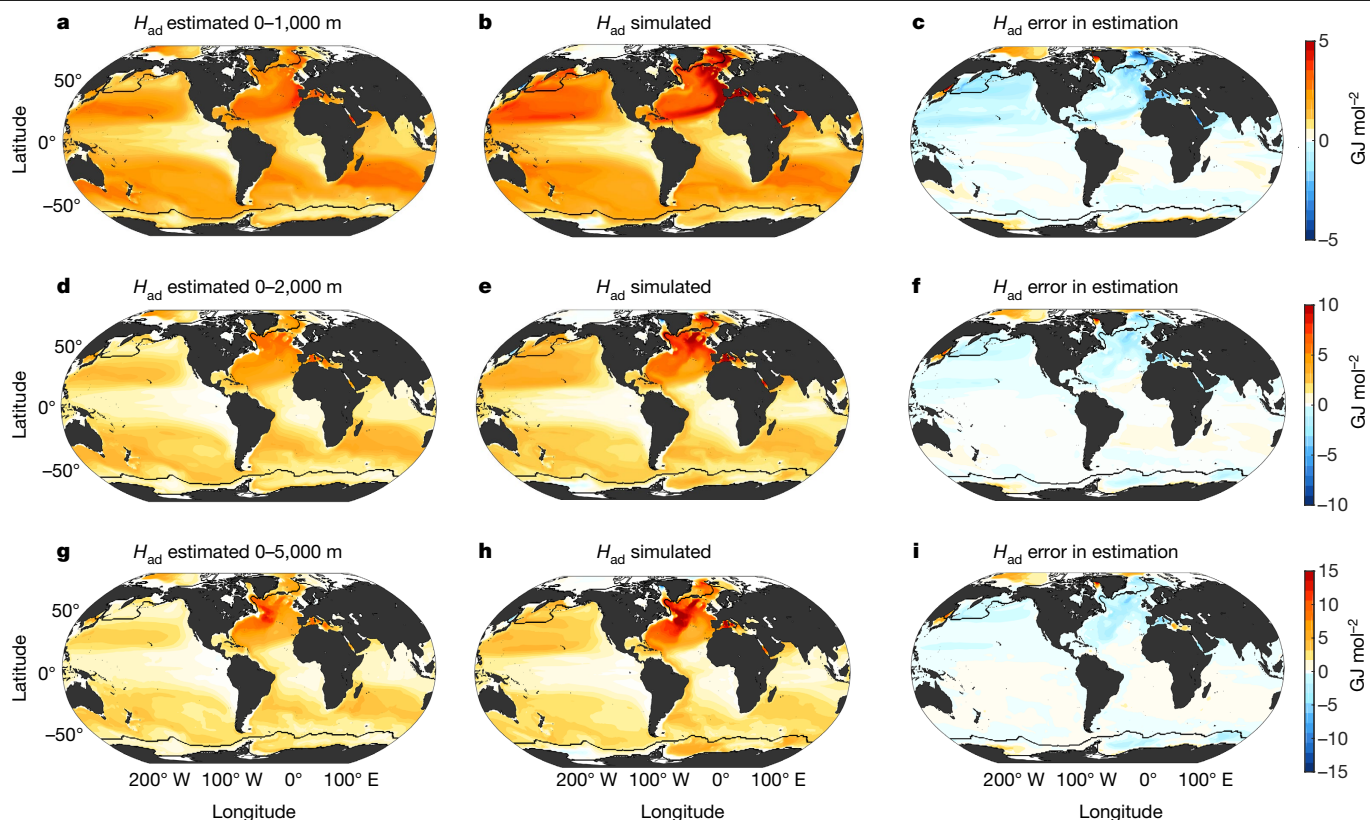 a H_ad estimated 0–1,000 m
b H_ad simulated
c H_ad error in estimation
50°
0°
–50°
Latitude
5
0
–5
GJ mol⁻²
d H_ad estimated 0–2,000 m
e H_ad simulated
f H_ad error in estimation
50°
0°
–50°
Latitude
10
5
0
–5
–10
GJ mol⁻²
g H_ad estimated 0–5,000 m
h H_ad simulated
i H_ad error in estimation
50°
0°
–50°
Latitude
15
10
5
0
–5
–10
–15
GJ mol⁻²
200° W 100° W 0° 100° E
200° W 100° W 0° 100° E
200° W 100° W 0° 100° E
Longitude
Longitude
Longitude